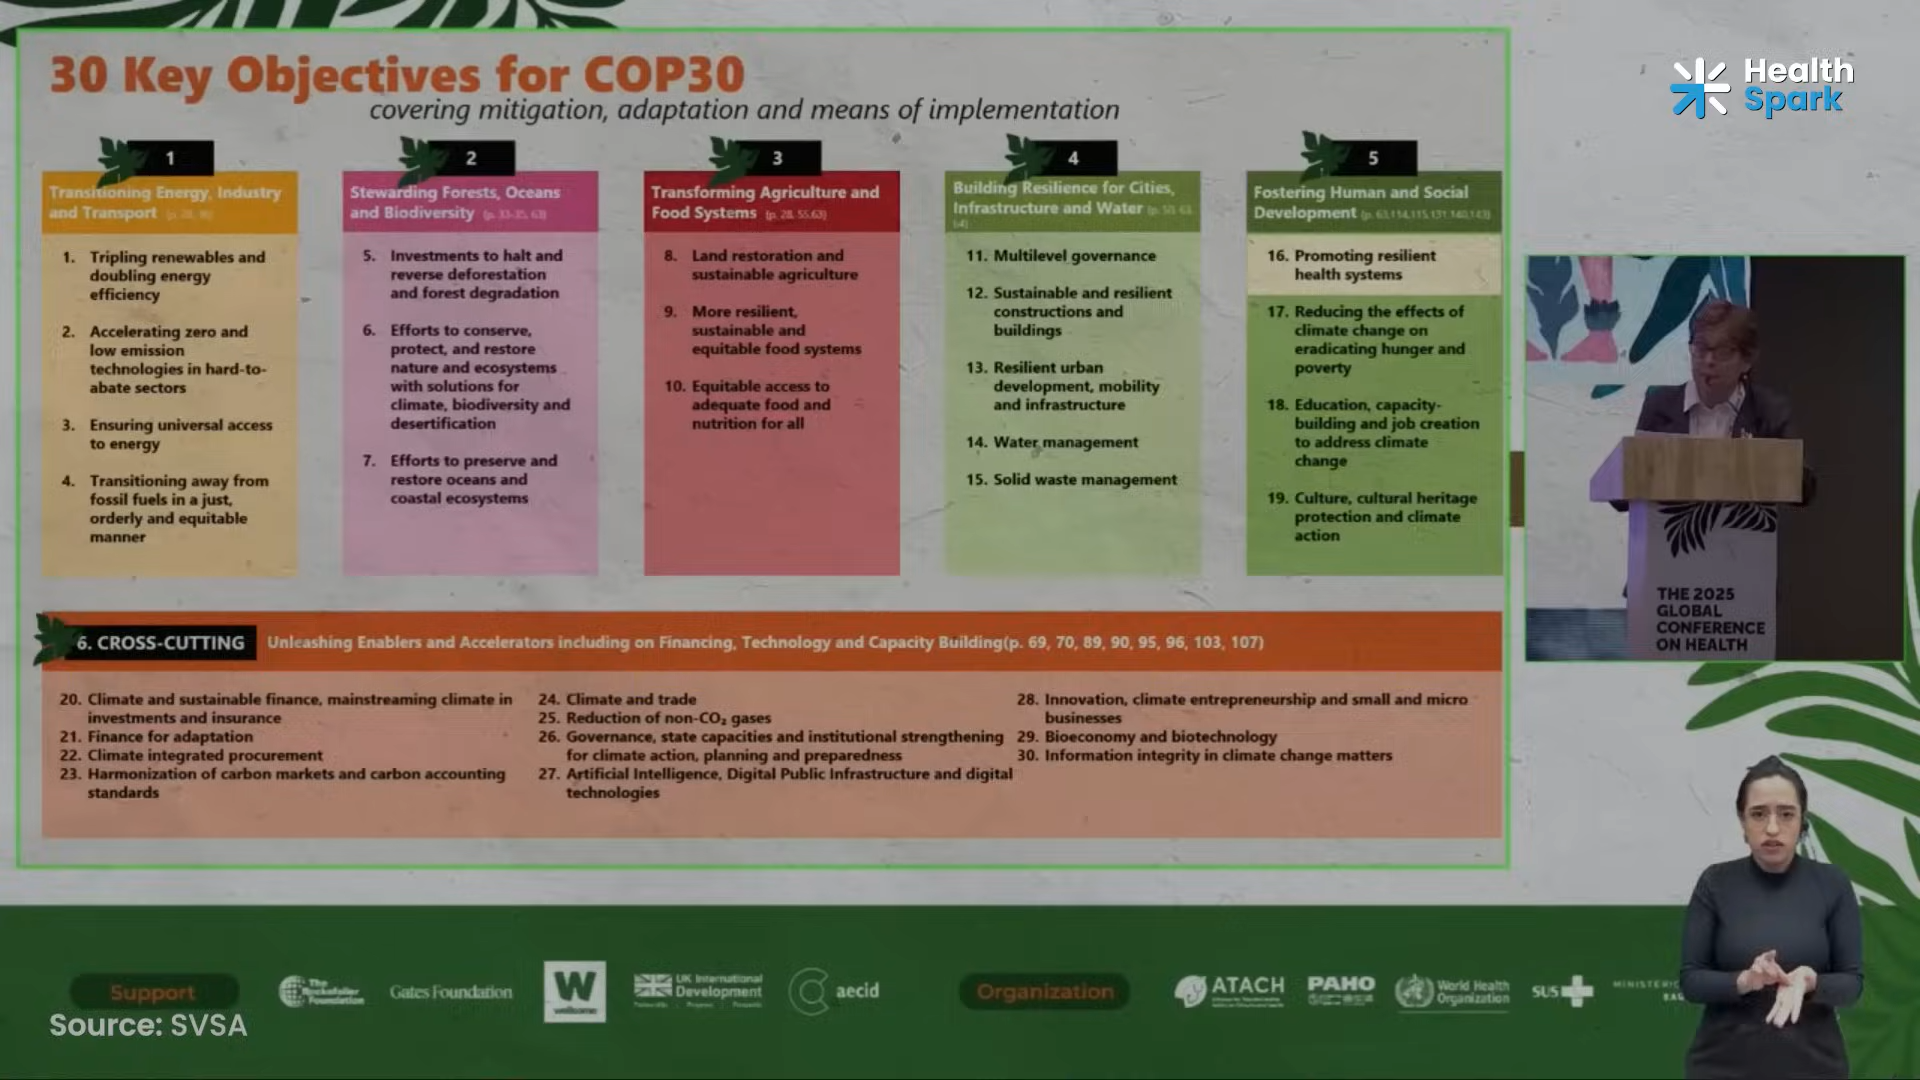 30 Key Objectives for COP30
covering mitigation, adaptation and means of implementation
Health
Spark
1
Transitioning Energy, Industry
and Transport
1. Tripling renewables and
doubling energy
efficiency
2. Accelerating zero and
low emission
technologies in hard-to-
abate sectors
3. Ensuring universal access
to energy
4. Transitioning away from
fossil fuels in a just,
orderly and equitable
manner
2
Stewarding Forests, Oceans
and Biodiversity (p. 33-35, 63)
5. Investments to halt and
reverse deforestation
and forest degradation
6. Efforts to conserve,
protect, and restore
nature and ecosystems
with solutions for
climate, biodiversity and
desertification
7. Efforts to preserve and
restore oceans and
coastal ecosystems
3
Transforming Agriculture and
Food Systems (p. 28, 55,63)
8. Land restoration and
sustainable agriculture
9. More resilient,
sustainable and
equitable food systems
10. Equitable access to
adequate food and
nutrition for all
4
Building Resilience for Cities,
Infrastructure and Water
11. Multilevel governance
12. Sustainable and resilient
constructions and
buildings
13. Resilient urban
development, mobility
and infrastructure
14. Water management
15. Solid waste management
5
Fostering Human and Social
Development (p. 63,114,115,131,140,143)
16. Promoting resilient
health systems
17. Reducing the effects of
climate change on
eradicating hunger and
poverty
18. Education, capacity-
building and job creation
to address climate
change
19. Culture, cultural heritage
protection and climate
action
6. CROSS-CUTTING
Unleashing Enablers and Accelerators including on Financing, Technology and Capacity Building(p. 69, 70, 89, 90, 95, 96, 103, 107)
20. Climate and sustainable finance, mainstreaming climate in
investments and insurance
21. Finance for adaptation
22. Climate integrated procurement
23. Harmonization of carbon markets and carbon accounting
standards
24. Climate and trade
25. Reduction of non-CO₂ gases
26. Governance, state capacities and institutional strengthening
for climate action, planning and preparedness
27. Artificial Intelligence, Digital Public Infrastructure and digital
technologies
28. Innovation, climate entrepreneurship and small and micro
businesses
29. Bioeconomy and biotechnology
30. Information integrity in climate change matters
THE 2025
GLOBAL
CONFERENCE
ON HEALTH
Support
The
Rockefeller
Foundation
Gates Foundation
W
wellcome
UK International
Development
aecid
Organization
ATACH
PAHO
World Health
Organization
SUS
Source: SVSA